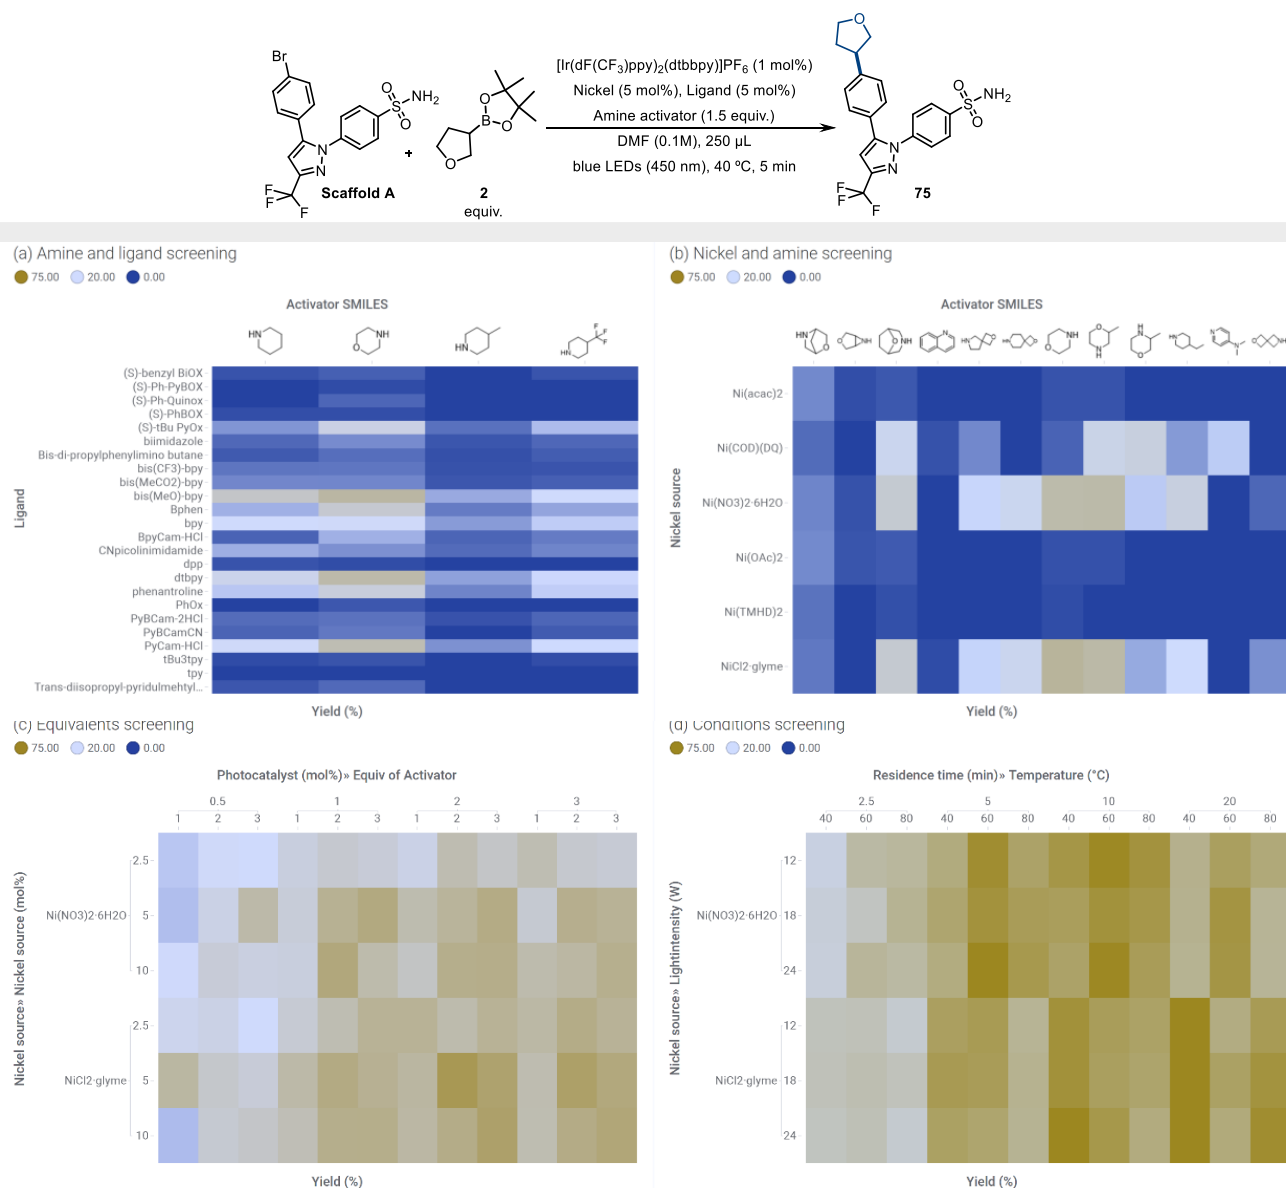 Br
O
S
NH2
O
N
N
F
F
F
Scaffold A
+
O
B
O
O
2
equiv.
[Ir(dF(CF3)ppy)2(dtbbpy)]PF6 (1 mol%)
Nickel (5 mol%), Ligand (5 mol%)
Amine activator (1.5 equiv.)
DMF (0.1M), 250 µL
blue LEDs (450 nm), 40 ºC, 5 min
O
O
S
NH2
O
N
N
F
F
F
75
(a) Amine and ligand screening
75.00 20.00 0.00
Activator SMILES
HN
NH
O
HN
F
F
F
HN
Ligand
(S)-benzyl BiOX
(S)-Ph-PyBOX
(S)-Ph-Quinox
(S)-PhBOX
(S)-tBu PyOx
biimidazole
Bis-di-propylphenylimino butane
bis(CF3)-bpy
bis(MeCO2)-bpy
bis(MeO)-bpy
Bphen
bpy
BpyCam-HCl
CNpicolinimidamide
dpp
dtbpy
phenantroline
PhOx
PyBCam-2HCl
PyBCamCN
PyCam-HCl
tBu3tpy
tpy
Trans-diisopropyl-pyridulmehtyl...
Yield (%)
(b) Nickel and amine screening
75.00 20.00 0.00
Activator SMILES
Nickel source
Ni(acac)2
Ni(COD)(DQ)
Ni(NO3)2·6H2O
Ni(OAc)2
Ni(TMHD)2
NiCl2·glyme
Yield (%)
(c) Equivalents screening
75.00 20.00 0.00
Photocatalyst (mol%)» Equiv of Activator
0.5 1 2 3
1 2 3 1 2 3 1 2 3 1 2 3
Nickel source» Nickel source (mol%)
Ni(NO3)2·6H2O
2.5
5
10
NiCl2·glyme
2.5
5
10
Yield (%)
(d) Conditions screening
75.00 20.00 0.00
Residence time (min)» Temperature (°C)
2.5 5 10 20
40 60 80 40 60 80 40 60 80 40 60 80
Nickel source» Lightintensity (W)
Ni(NO3)2·6H2O
12
18
24
NiCl2·glyme
12
18
24
Yield (%)